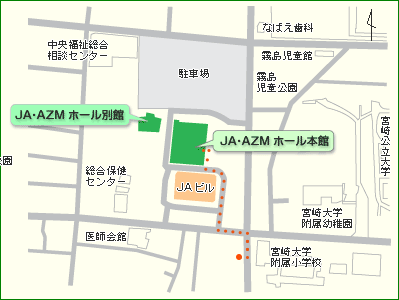 なばえ歯科
中央福祉総合
相談センター
霧島児童館
駐車場
霧島
児童公園
JA・AZM ホール別館
宮崎公立大学
JA・AZM ホール本館
公園
総合保健
センター
JAビル
宮崎大学
附属幼稚園
医師会館
宮崎大学
附属小学校